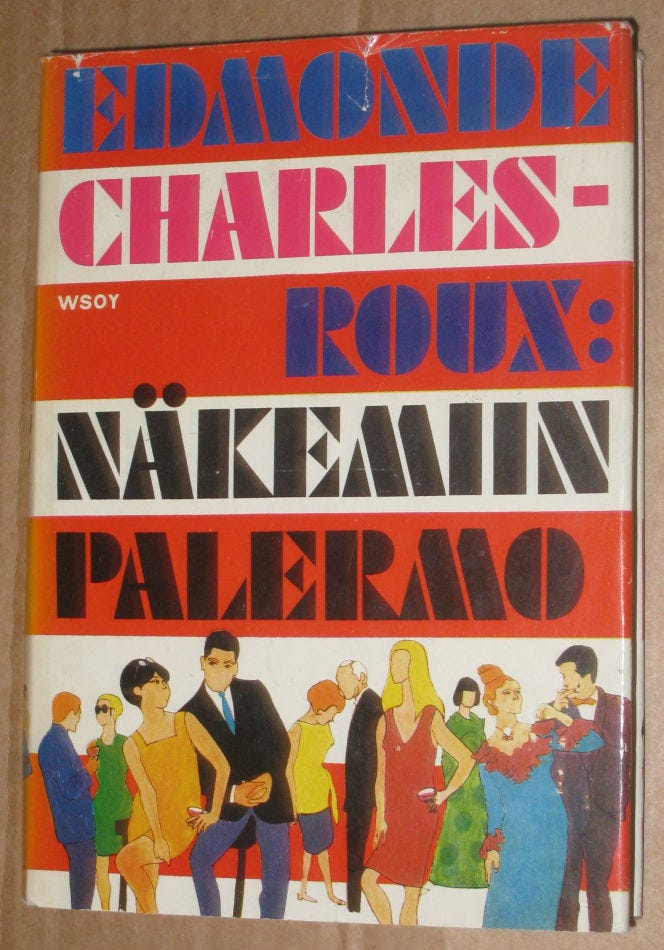 EDMONDE
CHARLES-
WSOY
ROUX:
NÄKEMIIN
PALERMO